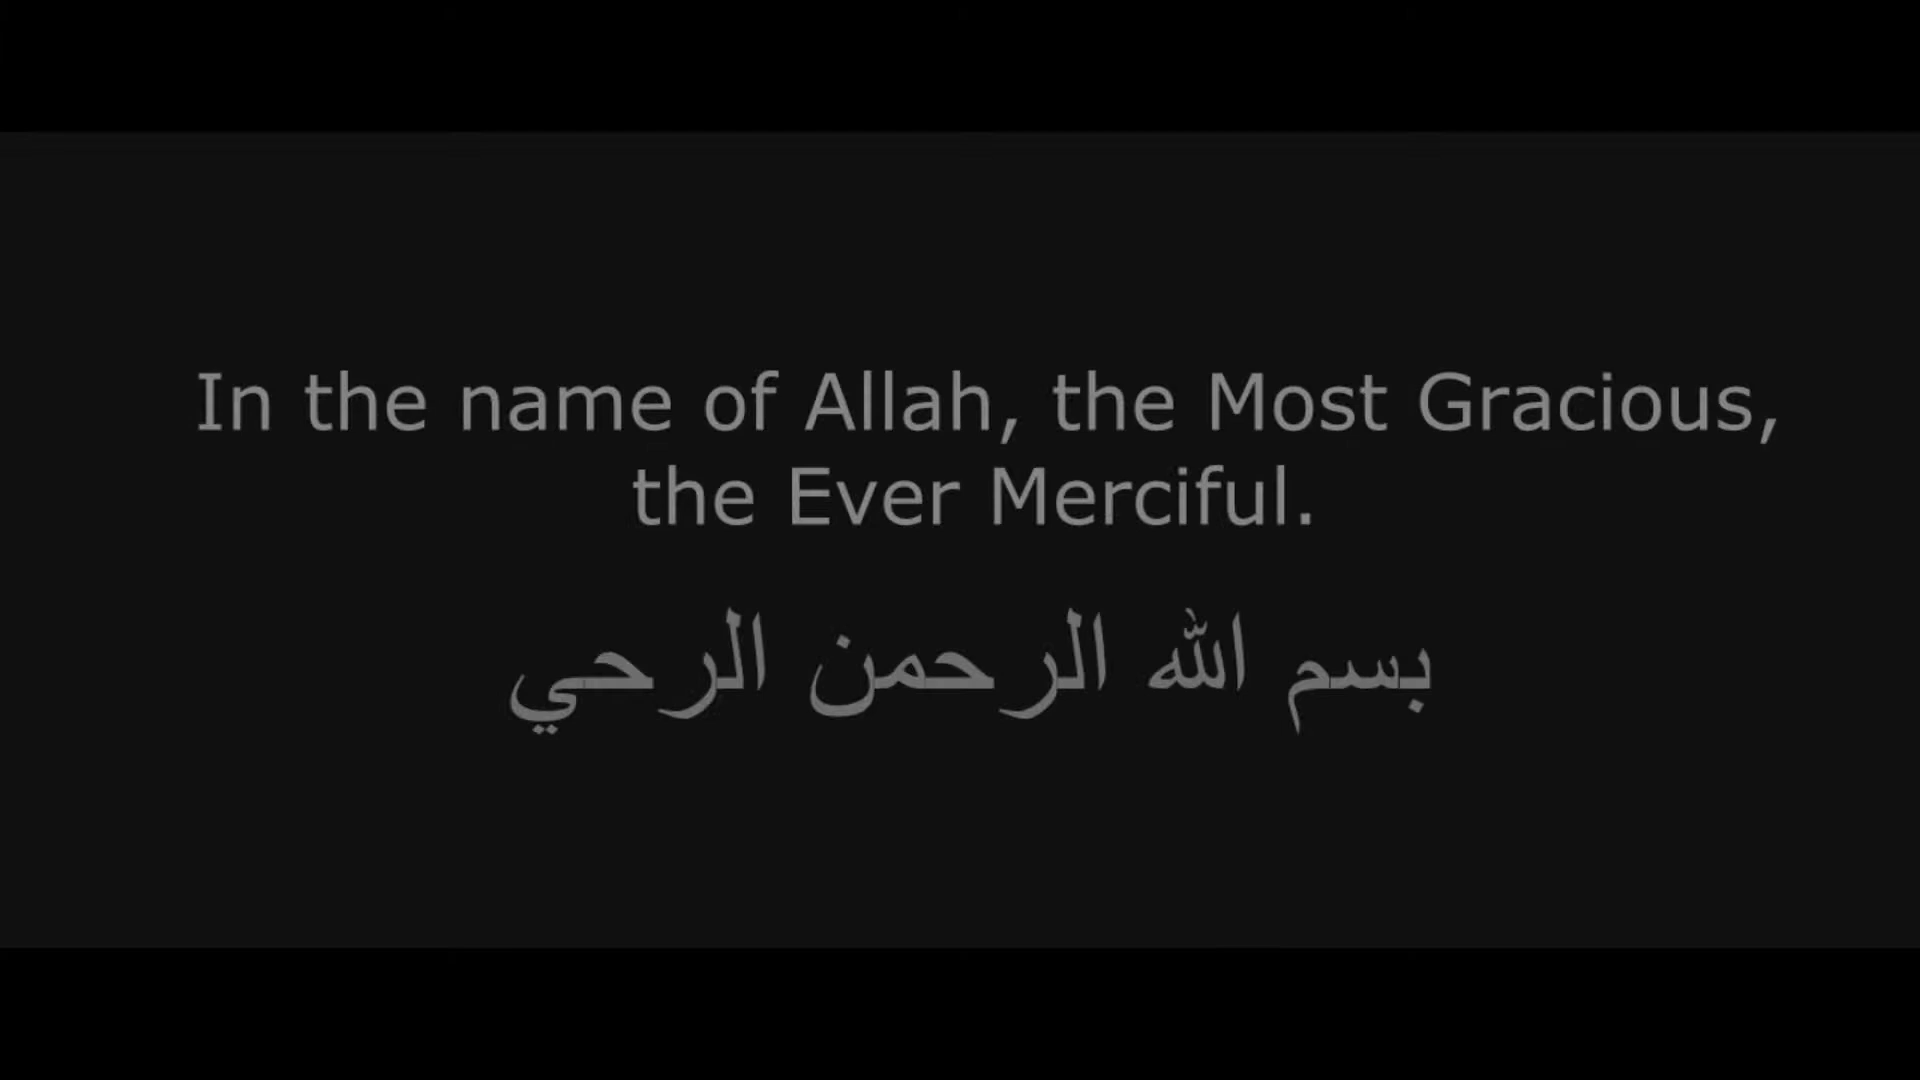 In the name of Allah, the Most Gracious,
the Ever Merciful.
بسم الله الرحمن الرحي